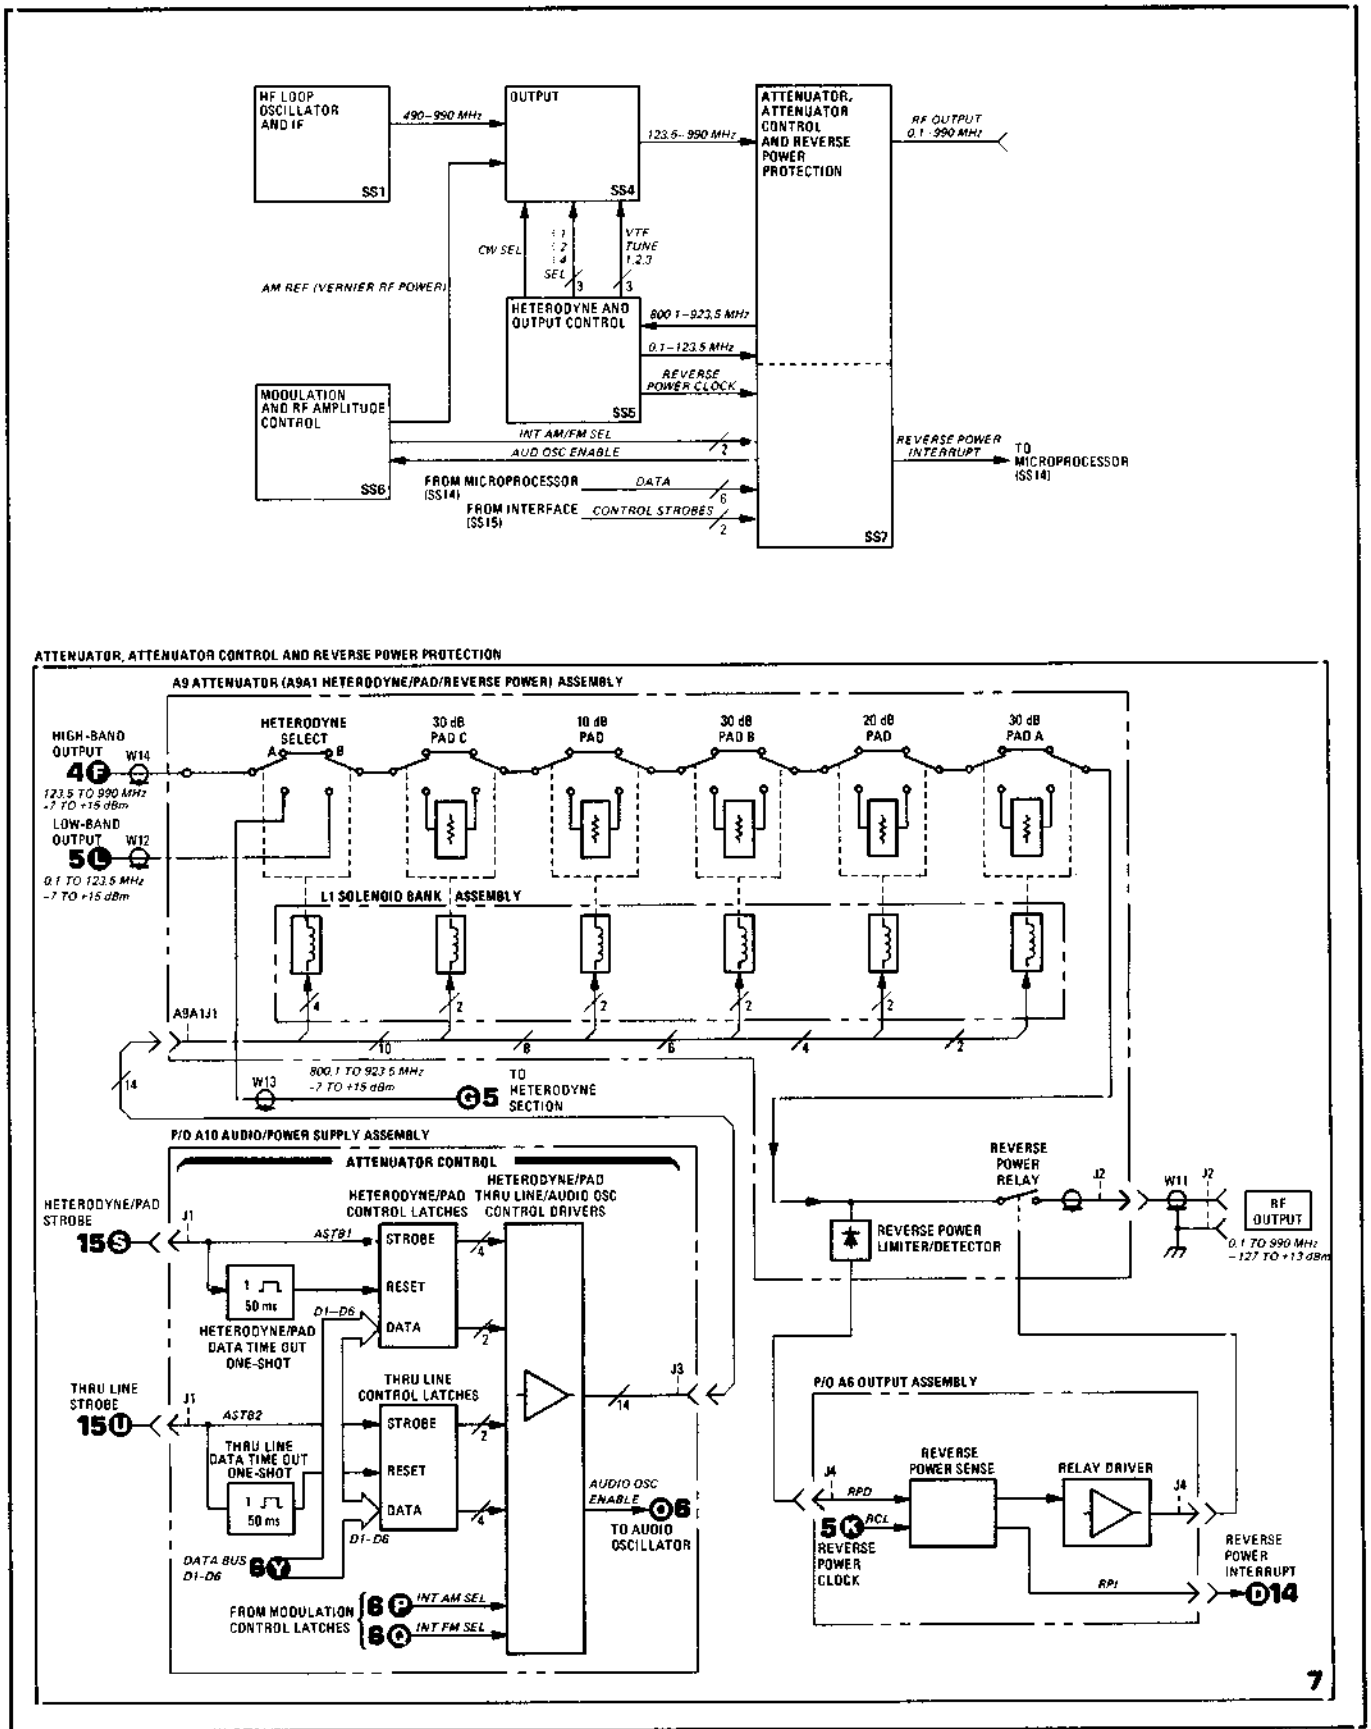 HF LOOP
OSCILLATOR
AND IF
SS1
490-990 MHz
OUTPUT
SS4
123.5-990 MHz
ATTENUATOR,
ATTENUATOR
CONTROL
AND REVERSE
POWER
PROTECTION
RF OUTPUT
0.1-990 MHz
CW SEL
SEL
3
VTF
TUNE
1,2,3
3
AM REF (VERNIER RF POWER)
HETERODYNE AND
OUTPUT CONTROL
SS5
800.1-923.5 MHz
0.1-123.5 MHz
REVERSE
POWER CLOCK
MODULATION
AND RF AMPLITUDE
CONTROL
SS6
INT AM/FM SEL
2
AUD OSC ENABLE
FROM MICROPROCESSOR
(SS14)
DATA
6
FROM INTERFACE
(SS15)
CONTROL STROBES
2
SS7
REVERSE POWER
INTERRUPT
TO
MICROPROCESSOR
(SS14)
ATTENUATOR, ATTENUATOR CONTROL AND REVERSE POWER PROTECTION
A9 ATTENUATOR (A9A1 HETERODYNE/PAD/REVERSE POWER) ASSEMBLY
HIGH-BAND
OUTPUT
4 F
W14
123.5 TO 990 MHz
-7 TO +15 dBm
LOW-BAND
OUTPUT
5 L
W12
0.1 TO 123.5 MHz
-7 TO +15 dBm
HETERODYNE
SELECT
A
B
30 dB
PAD C
10 dB
PAD
30 dB
PAD B
20 dB
PAD
30 dB
PAD A
L1 SOLENOID BANK ASSEMBLY
4
2
2
2
2
A9A1J1
10
8
6
4
2
14
W13
800.1 TO 923.5 MHz
-7 TO +15 dBm
G 5
TO
HETERODYNE
SECTION
P/O A10 AUDIO/POWER SUPPLY ASSEMBLY
ATTENUATOR CONTROL
HETERODYNE/PAD
STROBE
15 S
J1
ASTB1
HETERODYNE/PAD
CONTROL LATCHES
STROBE
RESET
DATA
4
2
HETERODYNE/PAD
THRU LINE/AUDIO OSC
CONTROL DRIVERS
1
50 ms
HETERODYNE/PAD
DATA TIME OUT
ONE-SHOT
D1-D6
THRU LINE
STROBE
15 U
J1
ASTB2
THRU LINE
DATA TIME OUT
ONE-SHOT
1
50 ms
THRU LINE
CONTROL LATCHES
STROBE
RESET
DATA
2
4
D1-D6
DATA BUS
D1-D6
6 Y
FROM MODULATION
CONTROL LATCHES
6 P
INT AM SEL
6 Q
INT FM SEL
J3
14
AUDIO OSC
ENABLE
O 6
TO AUDIO
OSCILLATOR
REVERSE
POWER
RELAY
REVERSE POWER
LIMITER/DETECTOR
J2
W11
J2
RF
OUTPUT
0.1 TO 990 MHz
-127 TO +13 dBm
P/O A6 OUTPUT ASSEMBLY
J4
RPD
5 K
RCL
REVERSE
POWER
CLOCK
REVERSE
POWER SENSE
RELAY DRIVER
J4
RPI
REVERSE
POWER
INTERRUPT
D 14
7